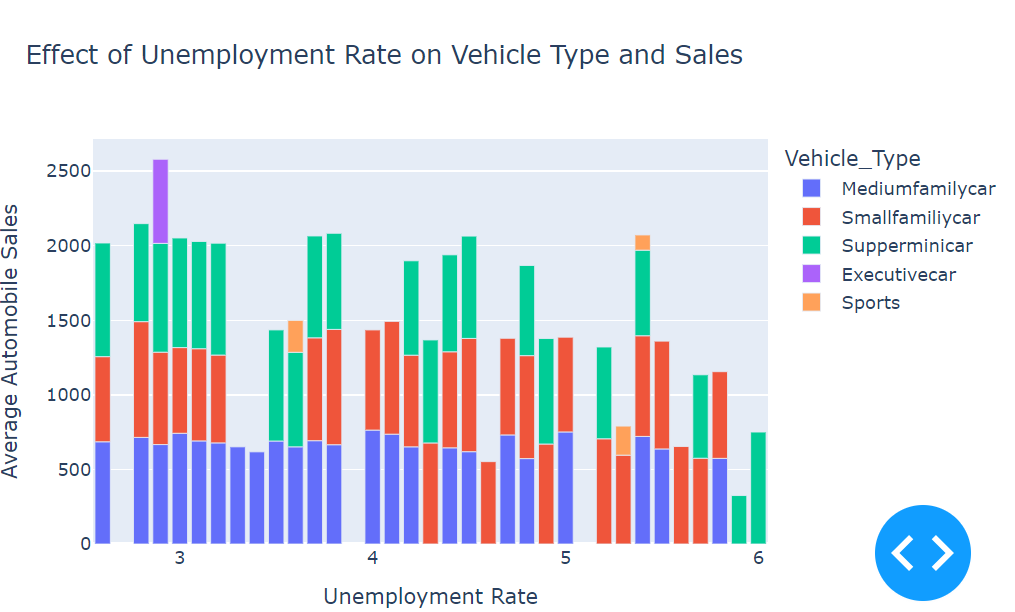 Effect of Unemployment Rate on Vehicle Type and Sales
Average Automobile Sales
2500
2000
1500
1000
500
0
3 4 5 6
Unemployment Rate
Vehicle_Type
Mediumfamilycar
Smallfamiliycar
Supperminicar
Executivecar
Sports